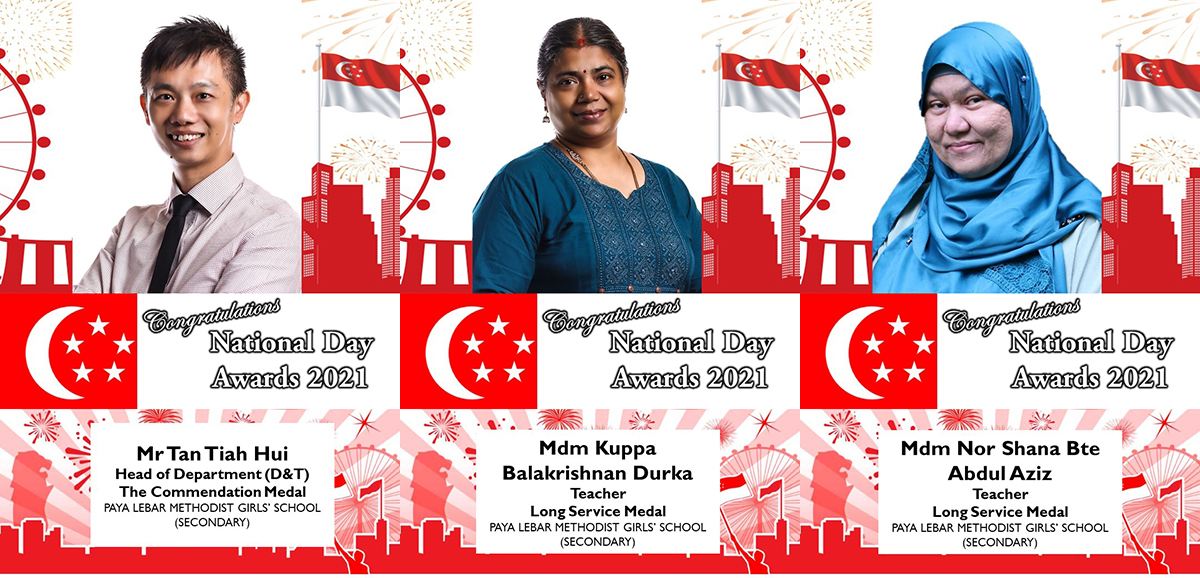 Congratulations
National Day
Awards 2021
Mr Tan Tiah Hui
Head of Department (D&T)
The Commendation Medal
PAYA LEBAR METHODIST GIRLS' SCHOOL
(SECONDARY)
Congratulations
National Day
Awards 2021
Mdm Kuppa
Balakrishnan Durka
Teacher
Long Service Medal
PAYA LEBAR METHODIST GIRLS' SCHOOL
(SECONDARY)
Congratulations
National Day
Awards 2021
Mdm Nor Shana Bte
Abdul Aziz
Teacher
Long Service Medal
PAYA LEBAR METHODIST GIRLS' SCHOOL
(SECONDARY)